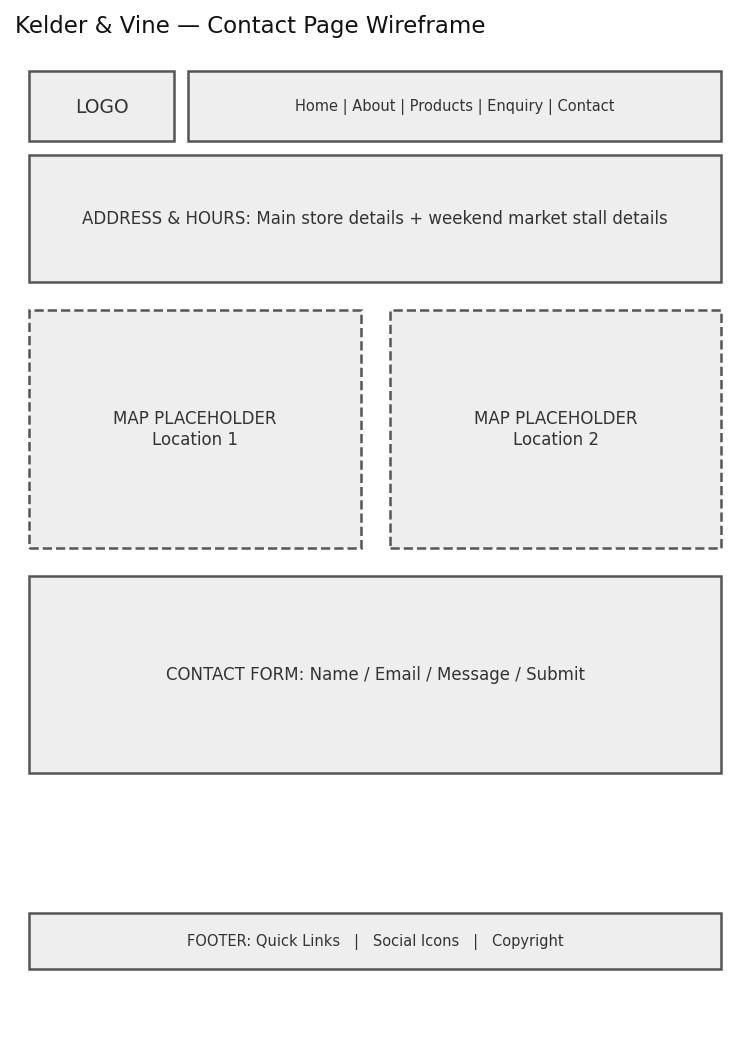 Kelder & Vine — Contact Page Wireframe
LOGO
Home | About | Products | Enquiry | Contact
ADDRESS & HOURS: Main store details + weekend market stall details
MAP PLACEHOLDER
Location 1
MAP PLACEHOLDER
Location 2
CONTACT FORM: Name / Email / Message / Submit
FOOTER: Quick Links | Social Icons | Copyright